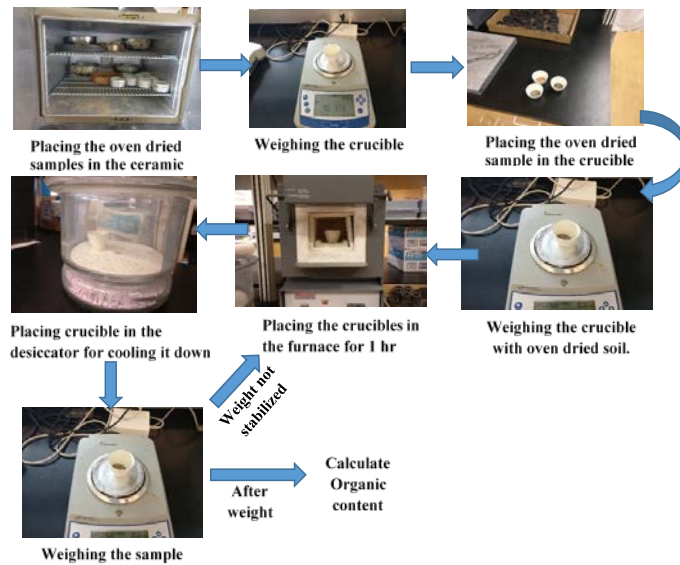 Placing the oven dried
samples in the ceramic
Weighing the crucible
Placing the oven dried
sample in the crucible
Weighing the crucible
with oven dried soil.
Placing the crucibles in
the furnace for 1 hr
Placing crucible in the
desiccator for cooling it down
Weight not
stabilized
Weighing the sample
After
weight
Calculate
Organic
content